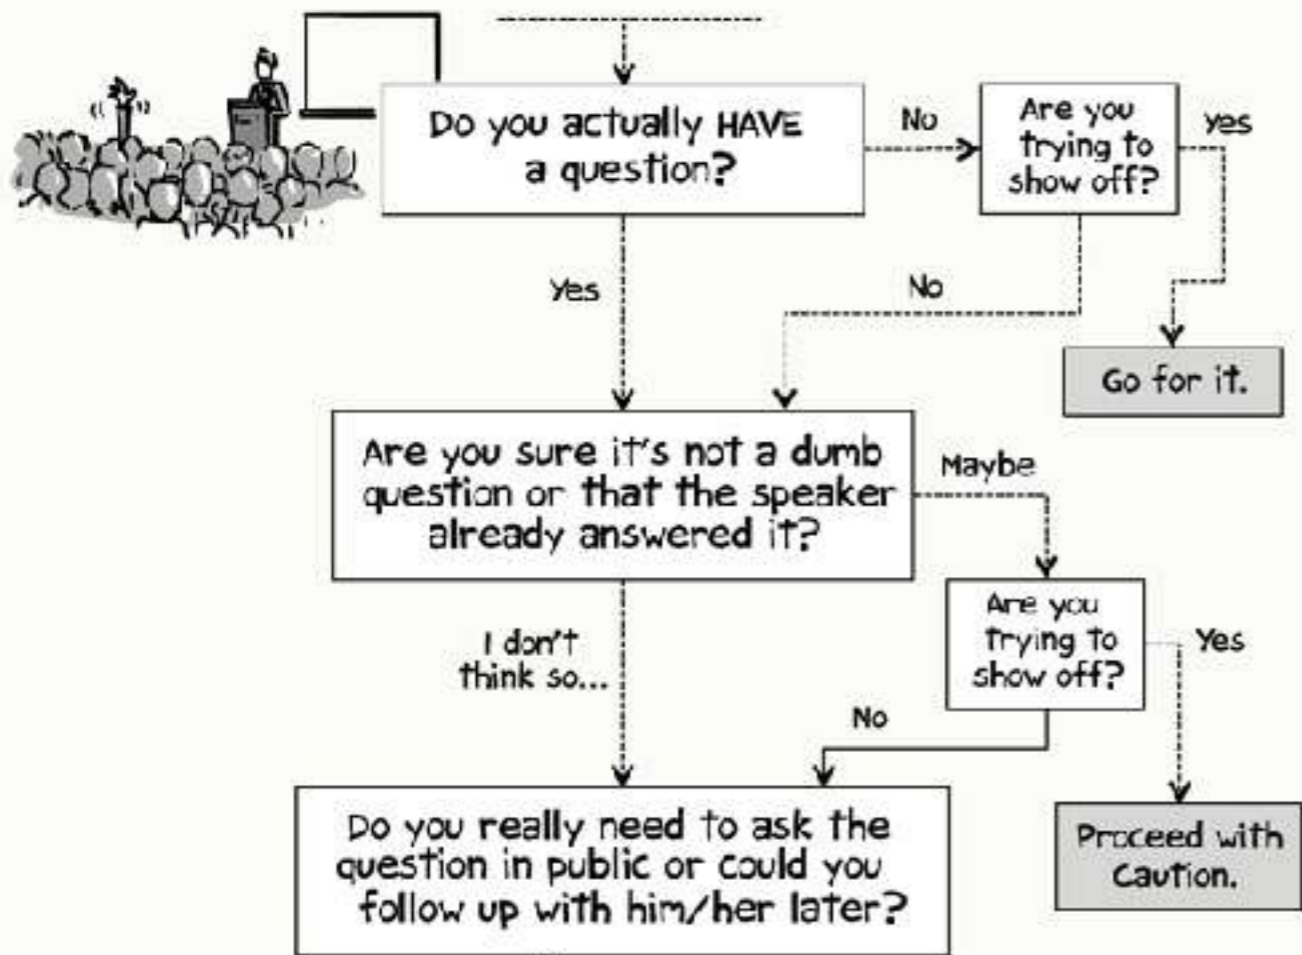 Do you actually HAVE
a question?
No
Are you
trying to
show off?
yes
Yes
No
Go for it.
Are you sure it's not a dumb
question or that the speaker
already answered it?
Maybe
I don't
think so...
Are you
trying to
show off?
Yes
No
Do you really need to ask the
question in public or could you
follow up with him/her later?
Proceed with
Caution.